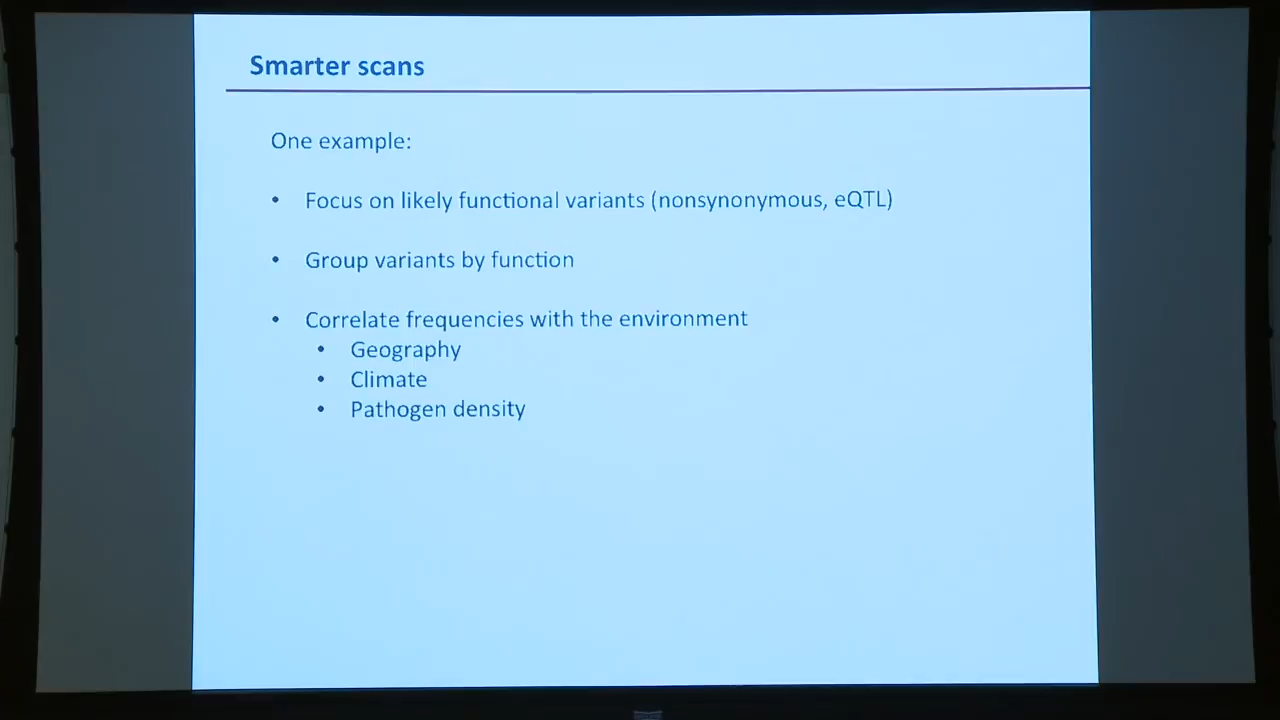 Smarter scans
One example:
• Focus on likely functional variants (nonsynonymous, eQTL)
• Group variants by function
• Correlate frequencies with the environment
• Geography
• Climate
• Pathogen density